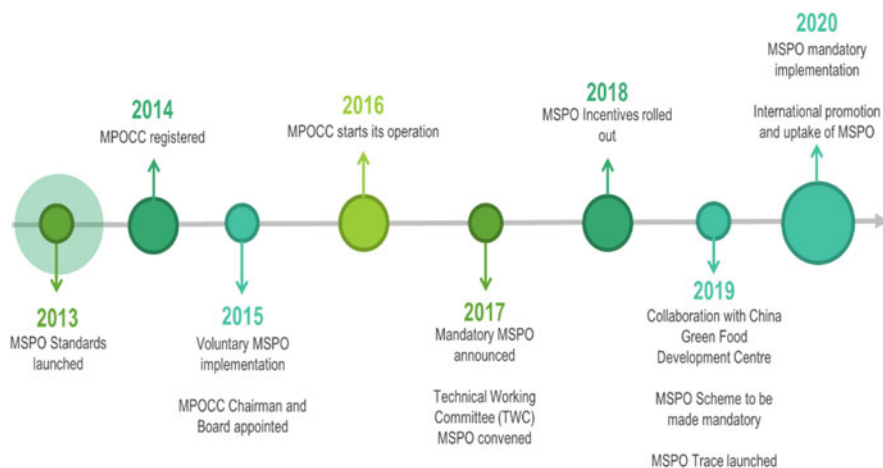 2013
MSPO Standards
launched
2014
MPOCC registered
2015
Voluntary MSPO
implementation
MPOCC Chairman and
Board appointed
2016
MPOCC starts its operation
2017
Mandatory MSPO
announced
Technical Working
Committee (TWC)
MSPO convened
2018
MSPO Incentives rolled
out
2019
Collaboration with China
Green Food
Development Centre
MSPO Scheme to be
made mandatory
MSPO Trace launched
2020
MSPO mandatory
implementation
International promotion
and uptake of MSPO